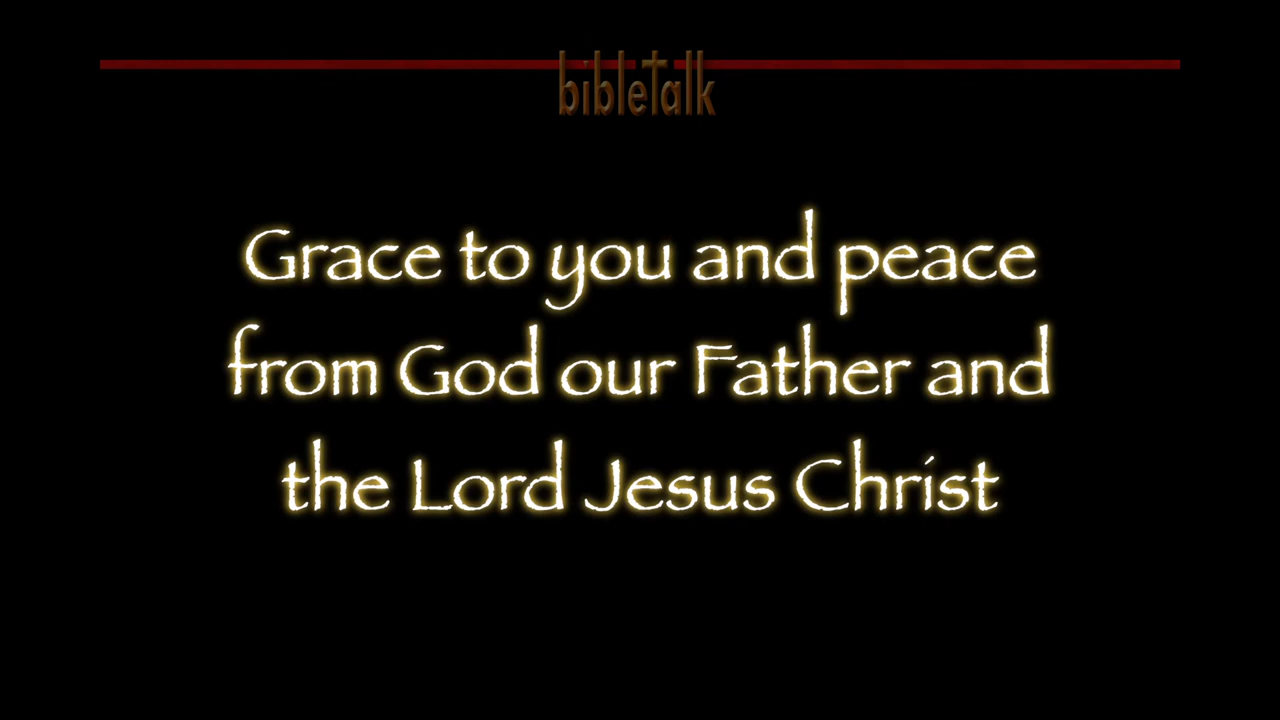 bibleTalk
Grace to you and peace
from God our Father and
the Lord Jesus Christ